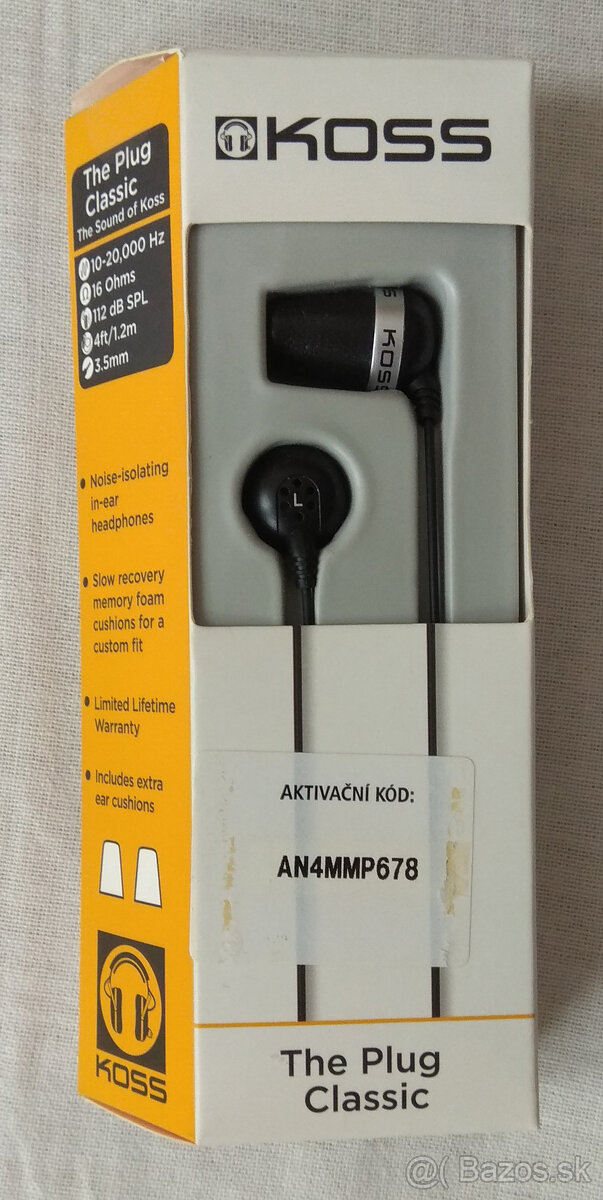 KOSS
The Plug
Classic
The Sound of Koss
10-20,000 Hz
Ω 16 Ohms
112 dB SPL
4ft/1.2m
3.5mm
• Noise-isolating
in-ear
headphones
• Slow recovery
memory foam
cushions for a
custom fit
• Limited Lifetime
Warranty
• Includes extra
ear cushions
KOSS
KOSS
L
AKTIVAČNÍ KÓD:
AN4MMP678
The Plug
Classic
@( Bazos.sk